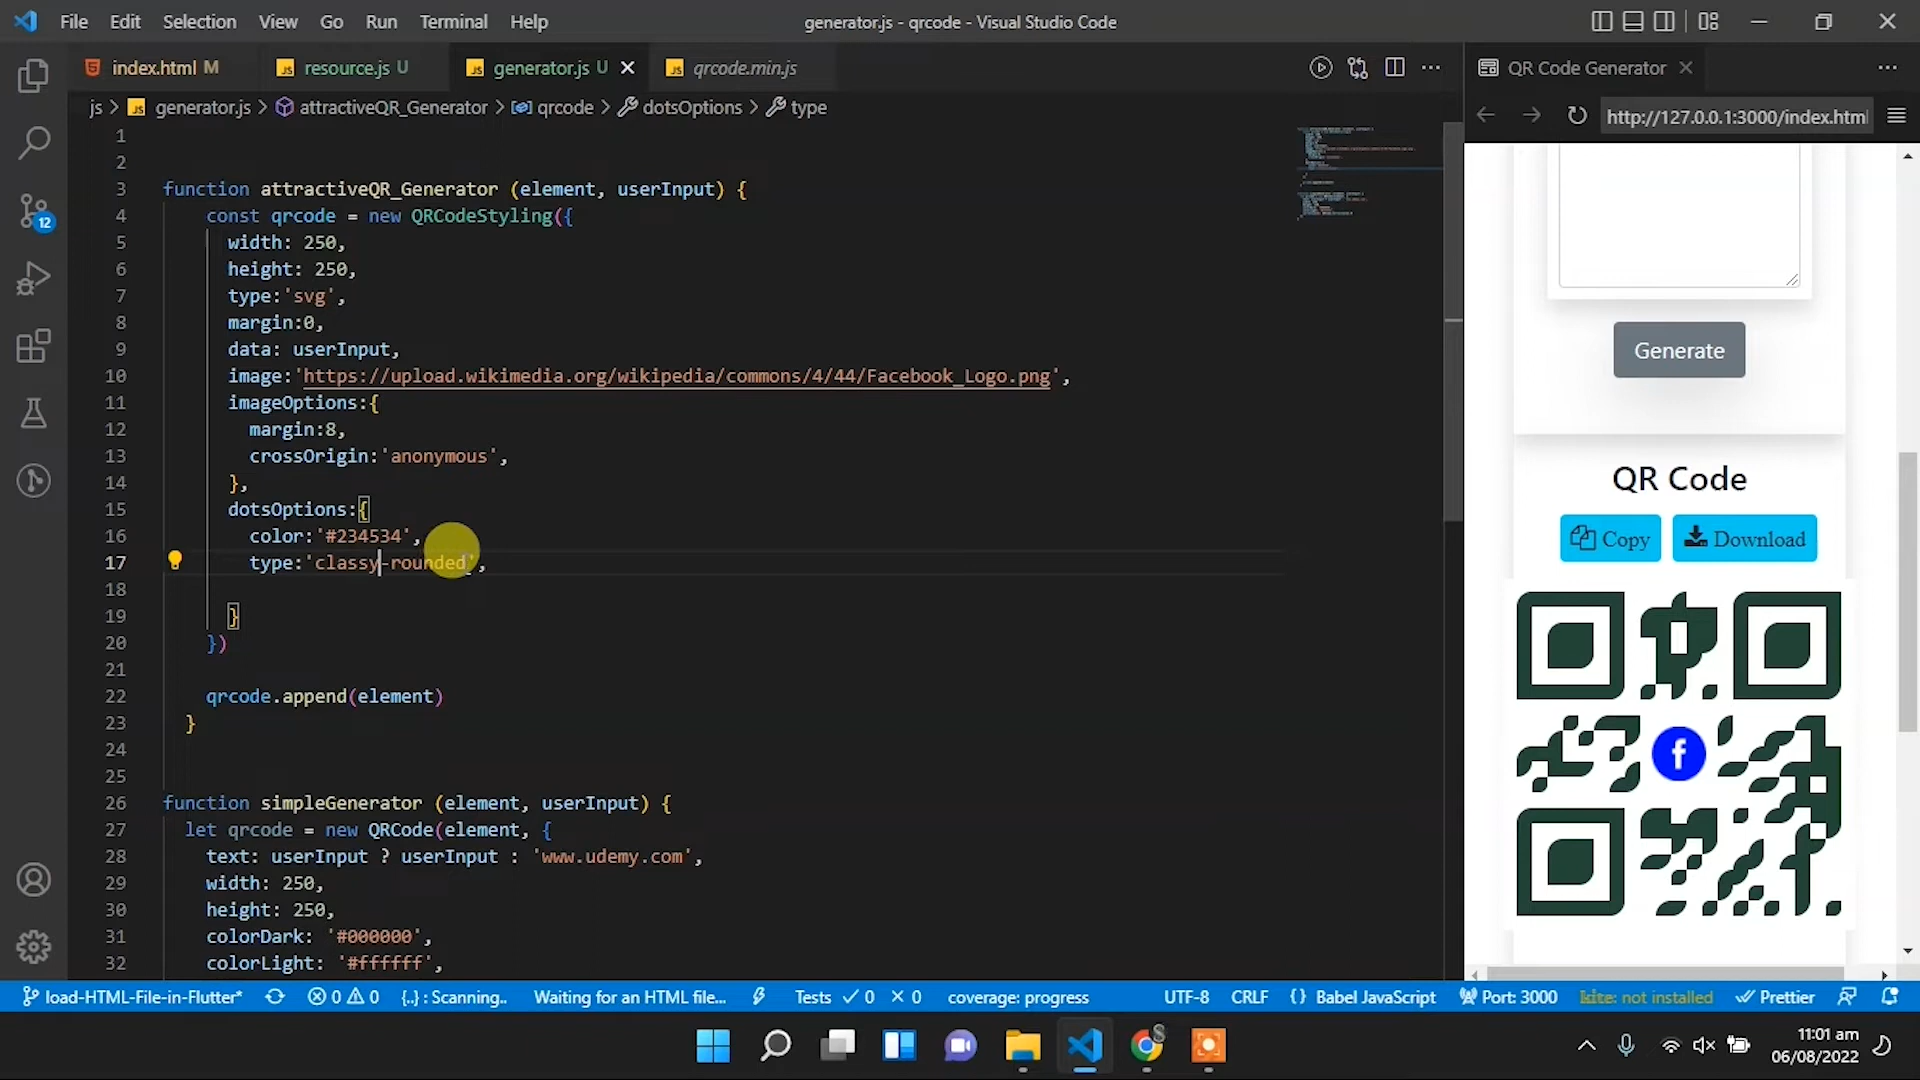 File Edit Selection View Go Run Terminal Help
generator.js - qrcode - Visual Studio Code
index.html M
resource.js U
generator.js U
qrcode.min.js
QR Code Generator
js > generator.js > attractiveQR_Generator > qrcode > dotsOptions > type
http://127.0.0.1:3000/index.html
1
2
3 function attractiveQR_Generator (element, userInput) {
4 const qrcode = new QRCodeStyling({
5 width: 250,
6 height: 250,
7 type:'svg',
8 margin:0,
9 data: userInput,
10 image:'https://upload.wikimedia.org/wikipedia/commons/4/44/Facebook_Logo.png',
11 imageOptions:{
12 margin:8,
13 crossOrigin:'anonymous',
14 },
15 dotsOptions:{
16 color:'#234534',
17 type:'classy-rounded',
18
19 }
20 })
21
22 qrcode.append(element)
23 }
24
25
26 function simpleGenerator (element, userInput) {
27 let qrcode = new QRCode(element, {
28 text: userInput ? userInput : 'www.udemy.com',
29 width: 250,
30 height: 250,
31 colorDark: '#000000',
32 colorLight: '#ffffff',
12
Generate
QR Code
Copy
Download
f
load-HTML-File-in-Flutter* 0 0 {..} : Scanning.. Waiting for an HTML file... Tests 0 0 coverage: progress UTF-8 CRLF {} Babel JavaScript Port: 3000 kite: not installed Prettier
S
11:01 am
06/08/2022